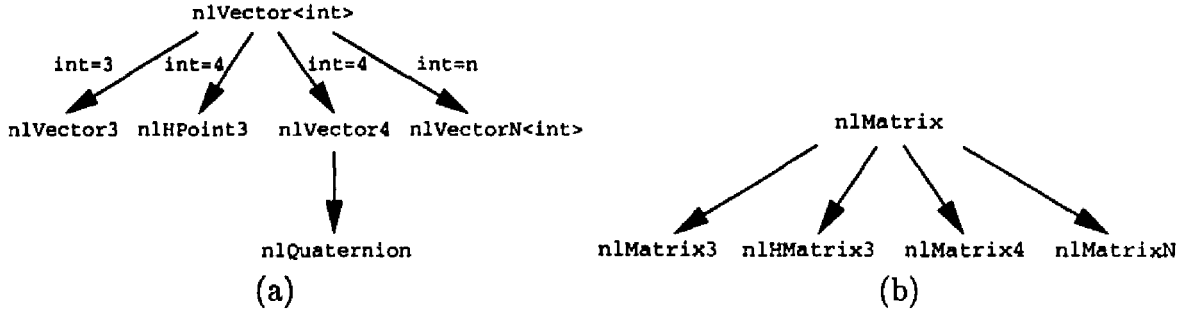 nlVector<int>
int=3 int=4 int=4 int=n
nlVector3 nlHPoint3 nlVector4 nlVectorN<int>
nlQuaternion
(a)
nlMatrix
nlMatrix3 nlHMatrix3 nlMatrix4 nlMatrixN
(b)